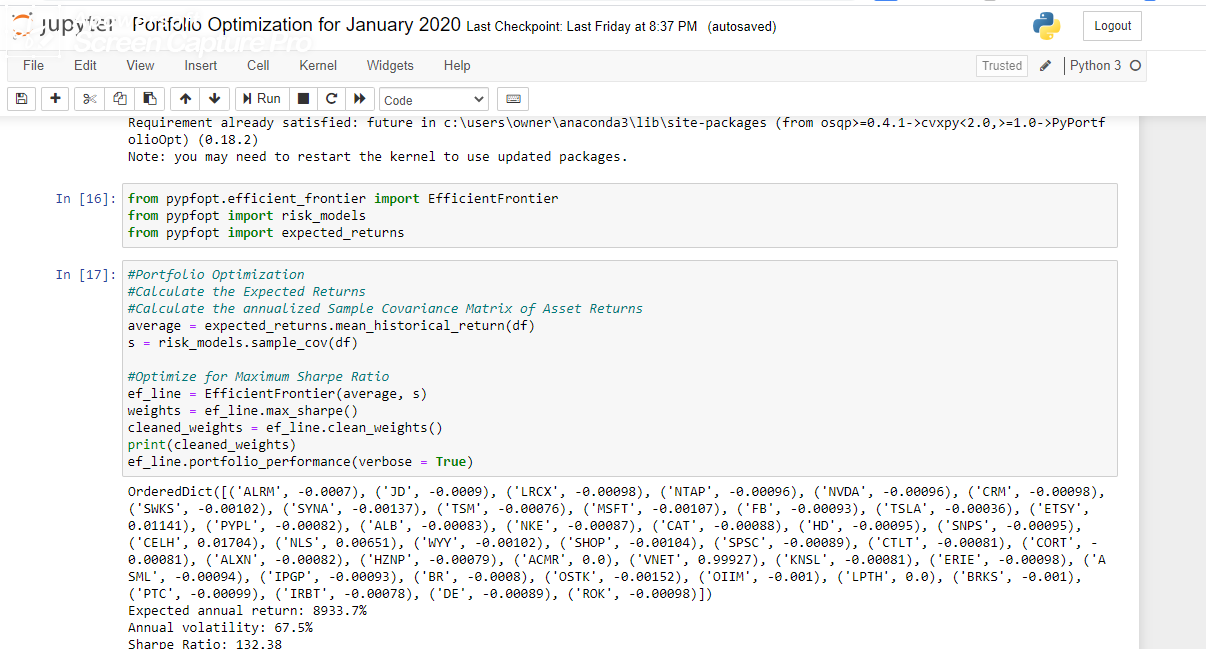 jupyter Portfolio Optimization for January 2020 Last Checkpoint: Last Friday at 8:37 PM (autosaved) Logout
Screen Capture Pro
File Edit View Insert Cell Kernel Widgets Help Trusted Python 3
Run Code
Requirement already satisfied: future in c:\users\owner\anaconda3\lib\site-packages (from osqp>=0.4.1->cvxpy<2.0,>=1.0->PyPortf
olioOpt) (0.18.2)
Note: you may need to restart the kernel to use updated packages.
In [16]: from pypfopt.efficient_frontier import EfficientFrontier
from pypfopt import risk_models
from pypfopt import expected_returns
In [17]: #Portfolio Optimization
#Calculate the Expected Returns
#Calculate the annualized Sample Covariance Matrix of Asset Returns
average = expected_returns.mean_historical_return(df)
s = risk_models.sample_cov(df)
#Optimize for Maximum Sharpe Ratio
ef_line = EfficientFrontier(average, s)
weights = ef_line.max_sharpe()
cleaned_weights = ef_line.clean_weights()
print(cleaned_weights)
ef_line.portfolio_performance(verbose = True)
OrderedDict([('ALRM', -0.0007), ('JD', -0.0009), ('LRCX', -0.00098), ('NTAP', -0.00096), ('NVDA', -0.00096), ('CRM', -0.00098),
('SWKS', -0.00102), ('SYNA', -0.00137), ('TSM', -0.00076), ('MSFT', -0.00107), ('FB', -0.00093), ('TSLA', -0.00036), ('ETSY',
0.01141), ('PYPL', -0.00082), ('ALB', -0.00083), ('NKE', -0.00087), ('CAT', -0.00088), ('HD', -0.00095), ('SNPS', -0.00095),
('CELH', 0.01704), ('NLS', 0.00651), ('WYY', -0.00102), ('SHOP', -0.00104), ('SPSC', -0.00089), ('CTLT', -0.00081), ('CORT', -
0.00081), ('ALXN', -0.00082), ('HZNP', -0.00079), ('ACMR', 0.0), ('VNET', 0.99927), ('KNSL', -0.00081), ('ERIE', -0.00098), ('A
SML', -0.00094), ('IPGP', -0.00093), ('BR', -0.0008), ('OSTK', -0.00152), ('OIIM', -0.001), ('LPTH', 0.0), ('BRKS', -0.001),
('PTC', -0.00099), ('IRBT', -0.00078), ('DE', -0.00089), ('ROK', -0.00098)])
Expected annual return: 8933.7%
Annual volatility: 67.5%
Sharpe Ratio: 132.38